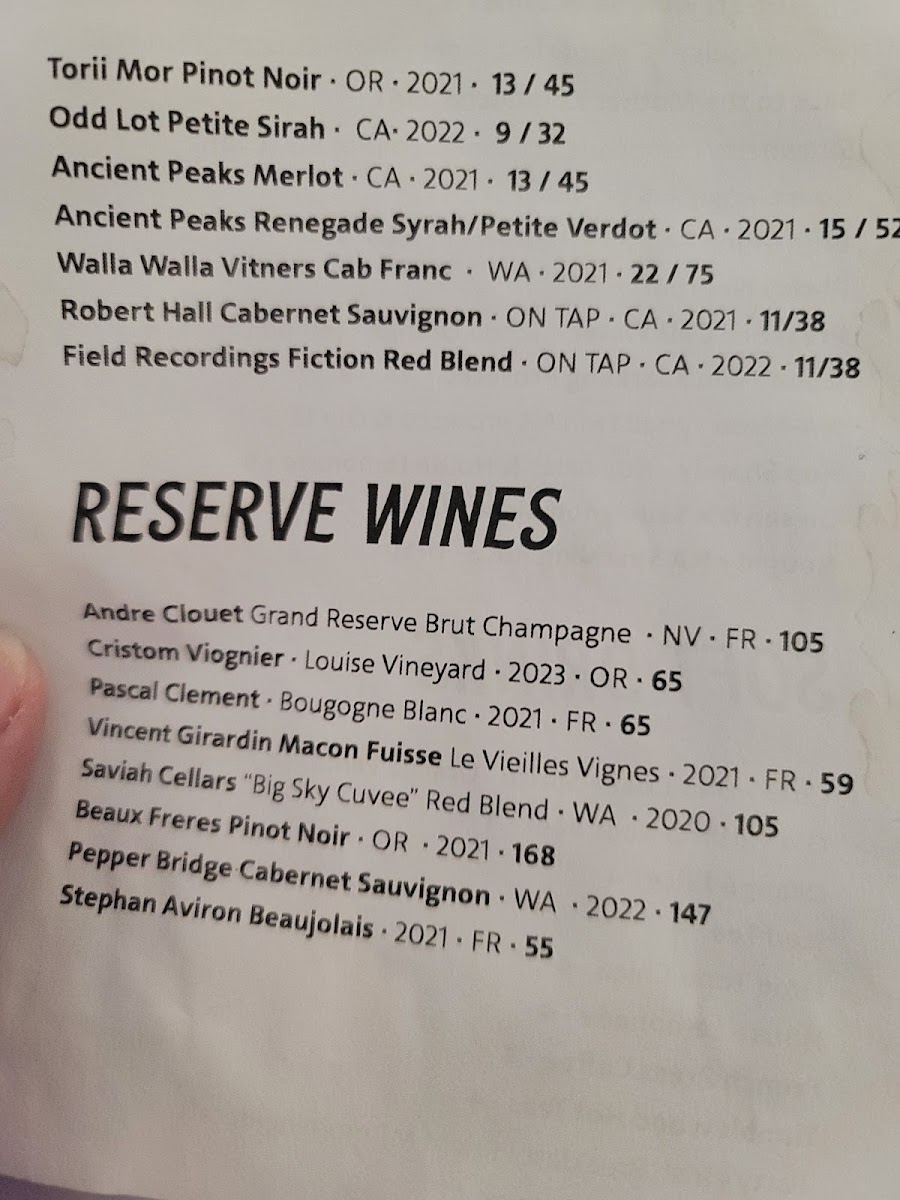 Torii Mor Pinot Noir · OR · 2021 · 13 / 45
Odd Lot Petite Sirah · CA · 2022 · 9 / 32
Ancient Peaks Merlot · CA · 2021 · 13 / 45
Ancient Peaks Renegade Syrah/Petite Verdot · CA · 2021 · 15 / 52
Walla Walla Vitners Cab Franc · WA · 2021 · 22 / 75
Robert Hall Cabernet Sauvignon · ON TAP · CA · 2021 · 11/38
Field Recordings Fiction Red Blend · ON TAP · CA · 2022 · 11/38
RESERVE WINES
Andre Clouet Grand Reserve Brut Champagne · NV · FR · 105
Cristom Viognier · Louise Vineyard · 2023 · OR · 65
Pascal Clement · Bougogne Blanc · 2021 · FR · 65
Vincent Girardin Macon Fuisse Le Vieilles Vignes · 2021 · FR · 59
Saviah Cellars “Big Sky Cuvee” Red Blend · WA · 2020 · 105
Beaux Freres Pinot Noir · OR · 2021 · 168
Pepper Bridge Cabernet Sauvignon · WA · 2022 · 147
Stephan Aviron Beaujolais · 2021 · FR · 55